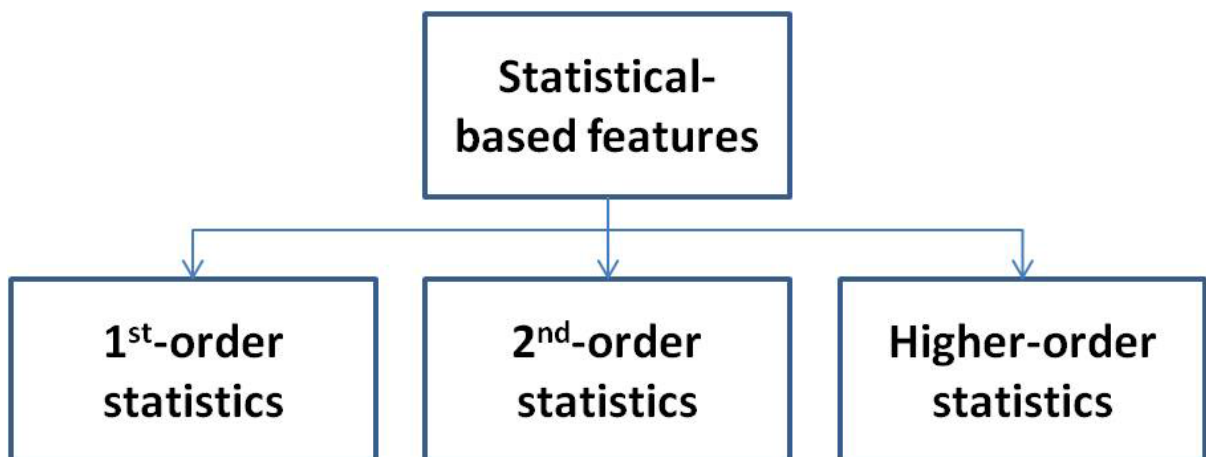 Statistical-
based features
1st-order
statistics
2nd-order
statistics
Higher-order
statistics